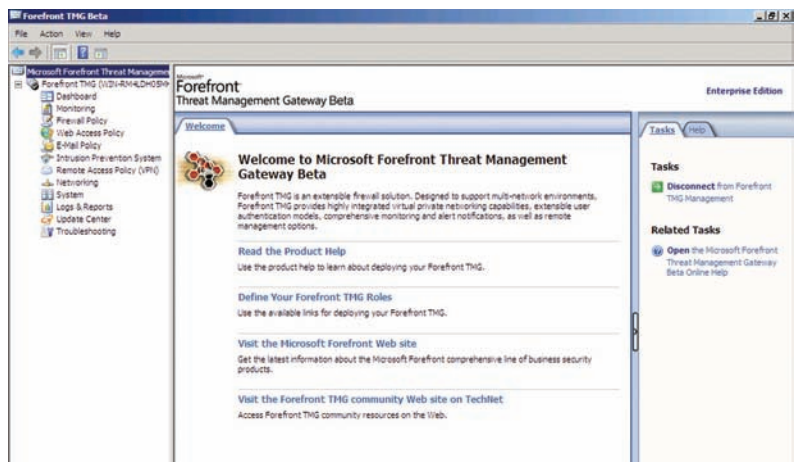 Forefront TMG Beta
File Action View Help
Microsoft Forefront Threat Manageme
Forefront TMG
Dashboard
Monitoring
Firewall Policy
Web Access Policy
E-Mail Policy
Intrusion Prevention System
Remote Access Policy (VPN)
Networking
System
Logs & Reports
Update Center
Troubleshooting
Microsoft
Forefront
Threat Management Gateway Beta
Enterprise Edition
Welcome
Welcome to Microsoft Forefront Threat Management
Gateway Beta
Forefront TMG is an extensible firewall solution. Designed to support multi-network environments,
Forefront TMG provides highly integrated virtual private networking capabilities, extensible user
authentication models, comprehensive monitoring and alert notifications, as well as remote
management options.
Read the Product Help
Use the product help to learn about deploying your Forefront TMG.
Define Your Forefront TMG Roles
Use the available links for deploying your Forefront TMG.
Visit the Microsoft Forefront Web site
Get the latest information about the Microsoft Forefront comprehensive line of business security
products.
Visit the Forefront TMG community Web site on TechNet
Access Forefront TMG community resources on the Web.
Tasks Help
Tasks
Disconnect from Forefront
TMG Management
Related Tasks
Open the Microsoft Forefront
Threat Management Gateway
Beta Online Help